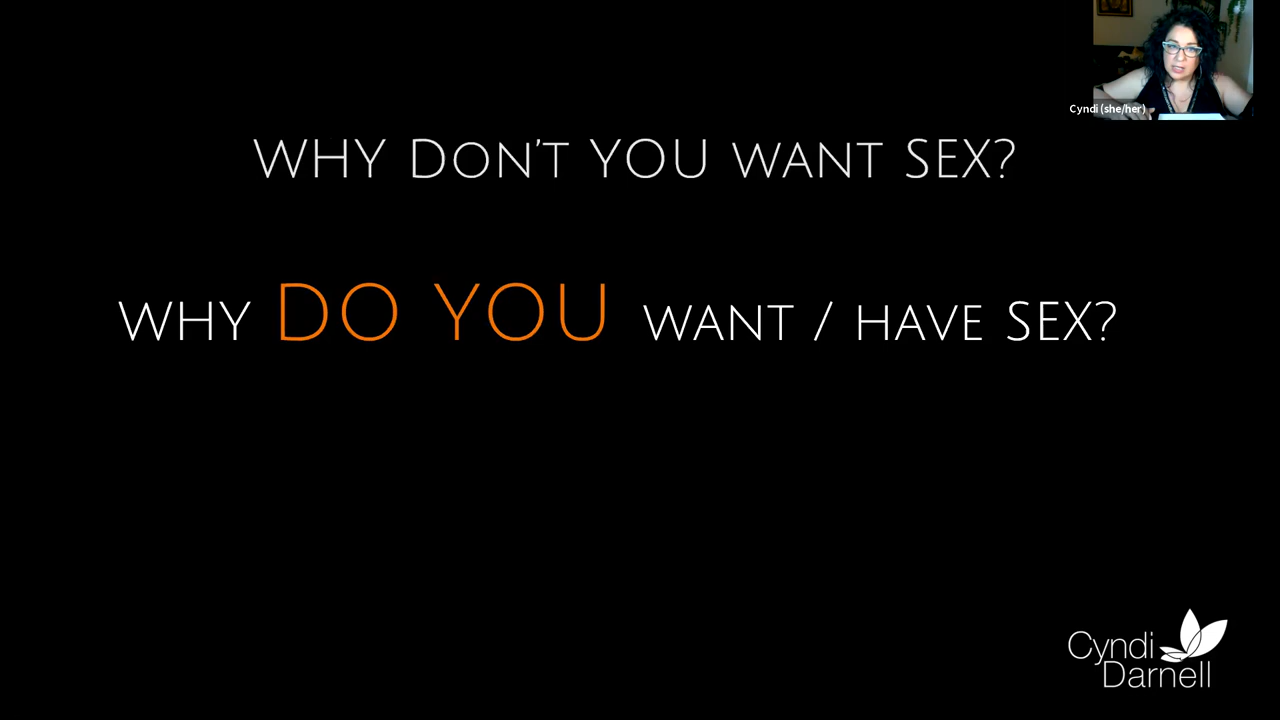 Cyndi (she/her)
WHY DON'T YOU WANT SEX?
WHY DO YOU WANT / HAVE SEX?
Cyndi
Darnell